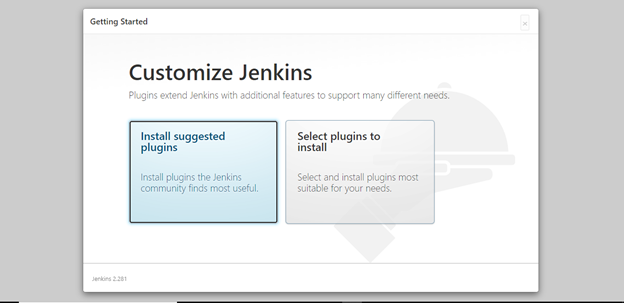 Getting Started
×
Customize Jenkins
Plugins extend Jenkins with additional features to support many different needs.
Install suggested
plugins
Install plugins the Jenkins
community finds most useful.
Select plugins to
install
Select and install plugins most
suitable for your needs.
Jenkins 2.281